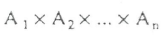 A₁ × A₂ × ... × Aₙ